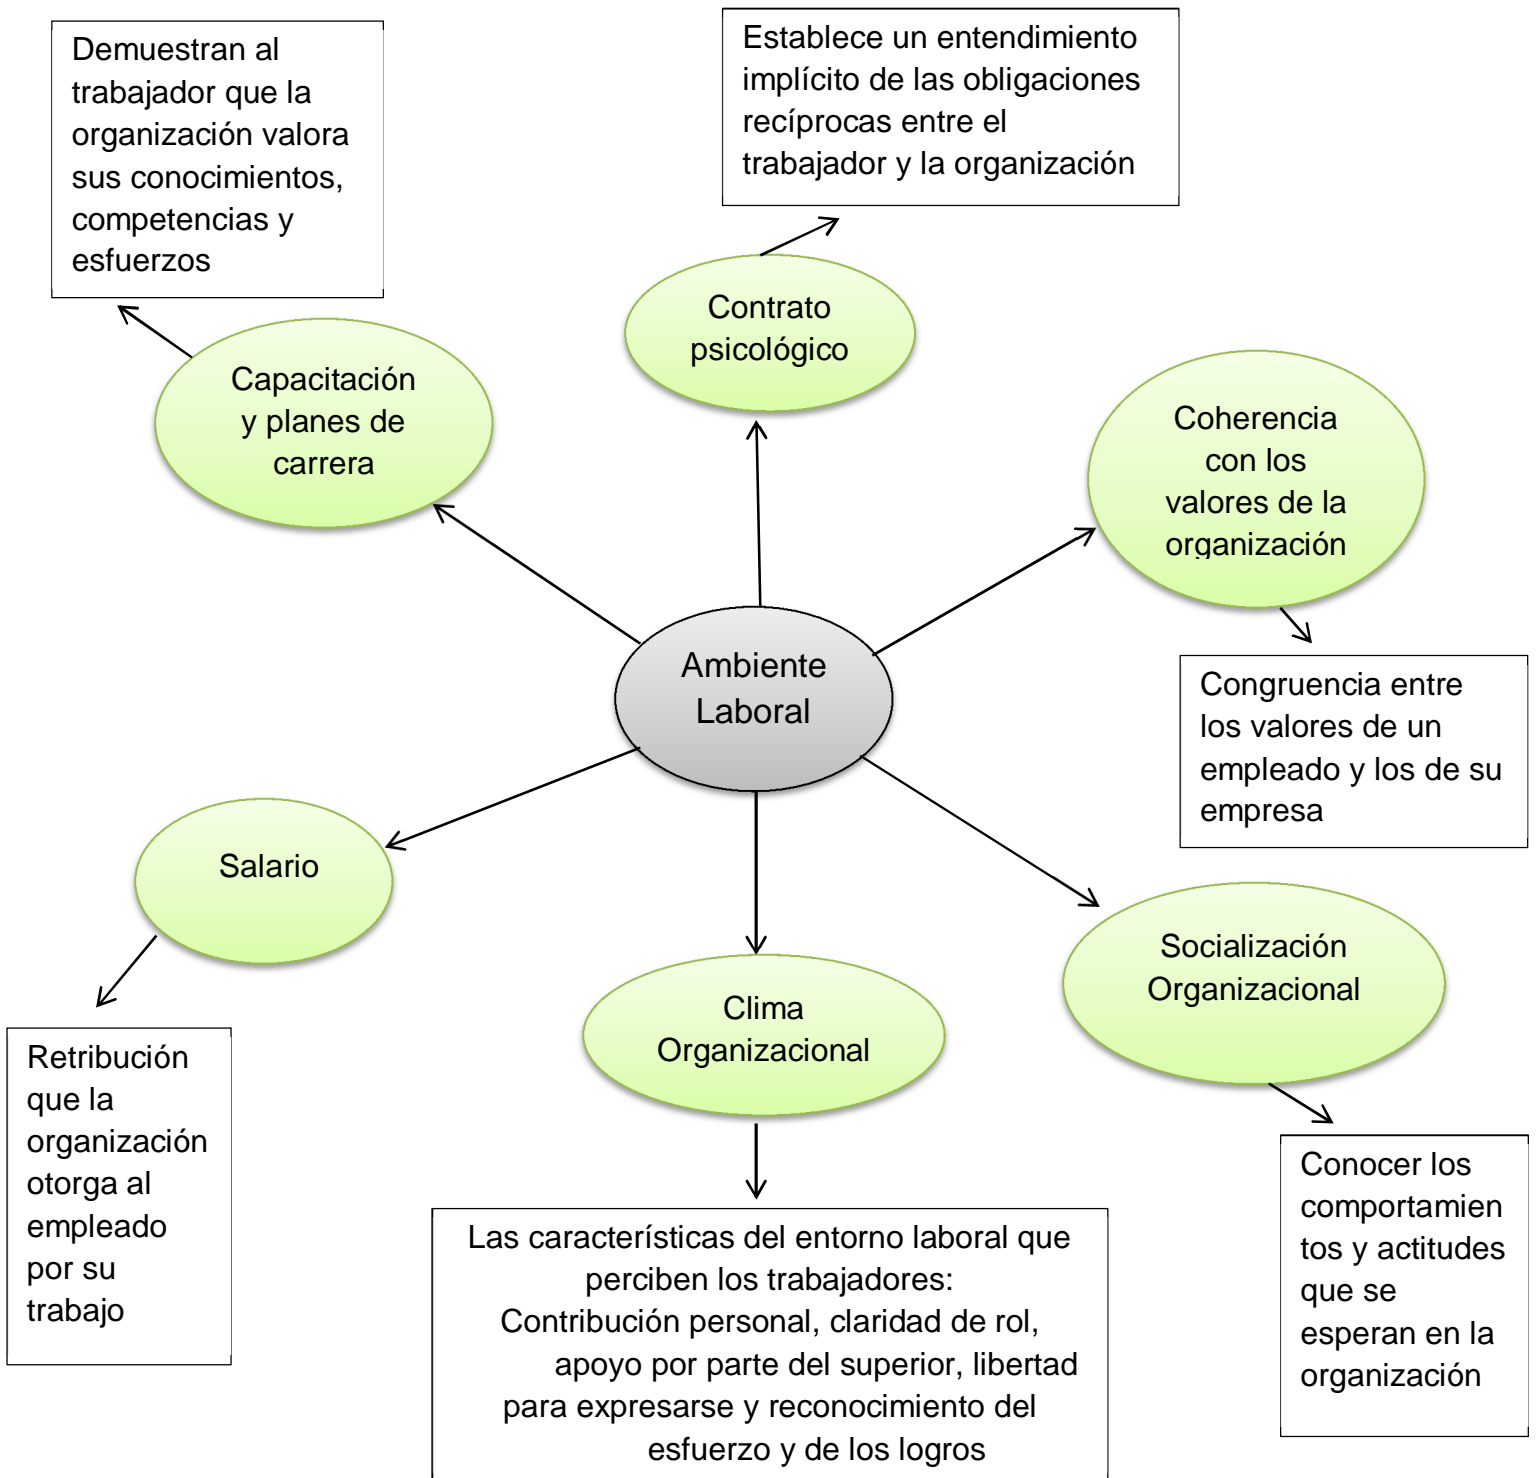 Demuestran al
trabajador que la
organización valora
sus conocimientos,
competencias y
esfuerzos
Establece un entendimiento
implícito de las obligaciones
recíprocas entre el
trabajador y la organización
Contrato
psicológico
Capacitación
y planes de
carrera
Coherencia
con los
valores de la
organización
Ambiente
Laboral
Congruencia entre
los valores de un
empleado y los de su
empresa
Salario
Socialización
Organizacional
Clima
Organizacional
Retribución
que la
organización
otorga al
empleado
por su
trabajo
Las características del entorno laboral que
perciben los trabajadores:
Contribución personal, claridad de rol,
apoyo por parte del superior, libertad
para expresarse y reconocimiento del
esfuerzo y de los logros
Conocer los
comportamien
tos y actitudes
que se
esperan en la
organización